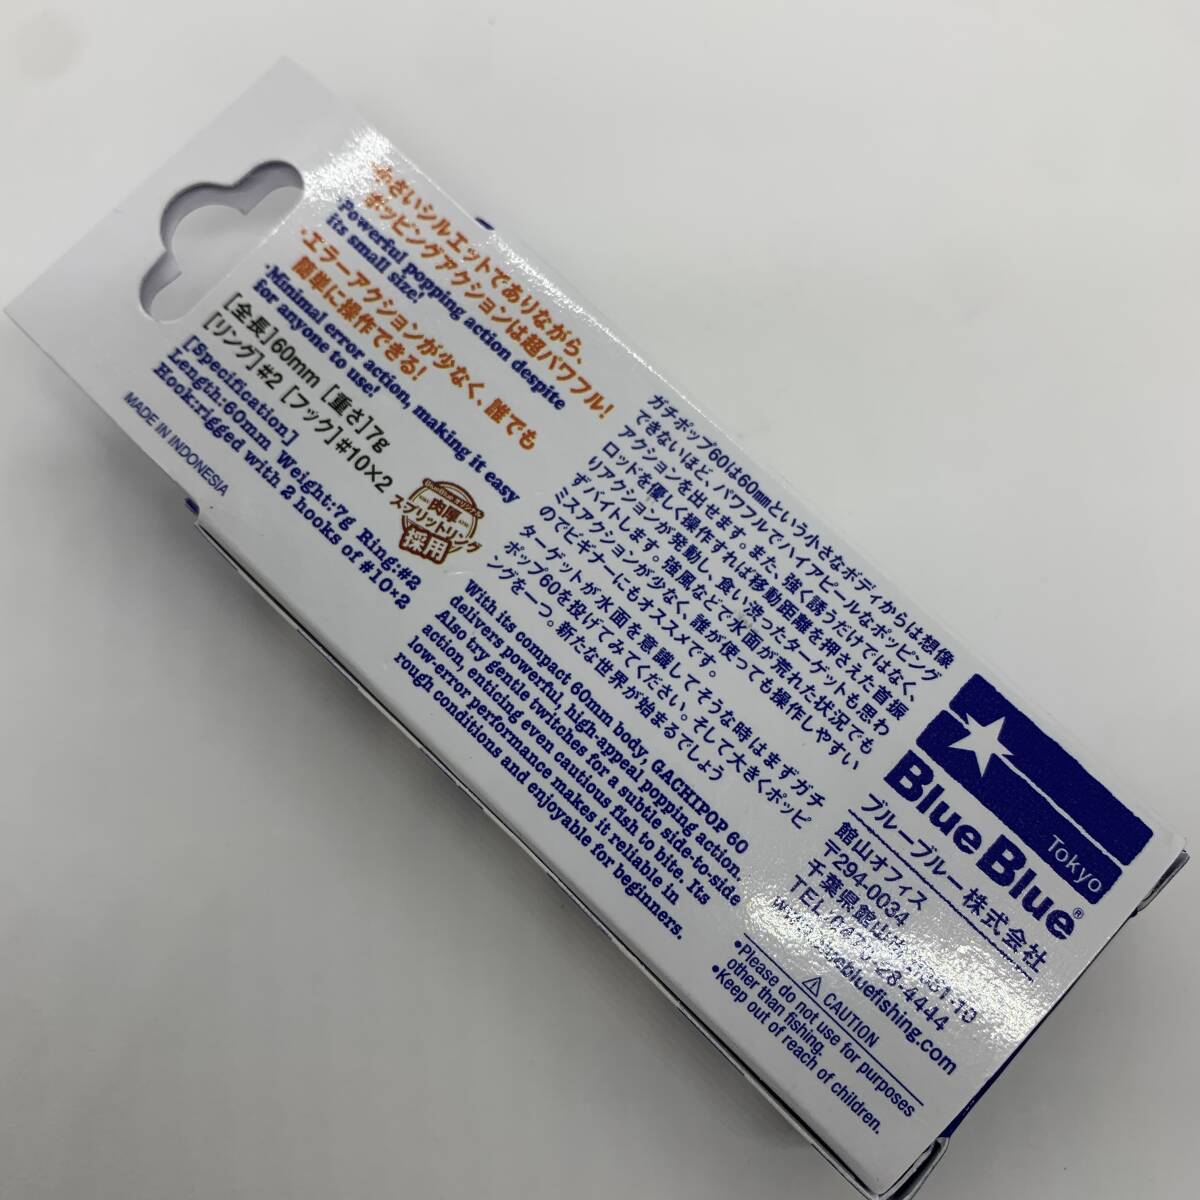 ・小さいシルエットでありながら、
ポッピングアクションは超パワフル!
・Powerful popping action despite
its small size!
・エラーアクションが少なく、誰でも
簡単に操作できる!
・Minimal error action, making it easy
for anyone to use!
[全長]60mm [重さ]7g
[リング]#2 [フック]#10×2
[Specification]
Length:60mm Weight:7g Ring:#2
Hook:rigged with 2 hooks of #10×2
MADE IN INDONESIA
BlueBlue オリジナル
肉厚
スプリットリング
採用
ガチポップ60は60mmという小さなボディからは想像
できないほど、パワフルでハイアピールなポッピング
アクションを出せます。また、強く誘うだけではなく、
ロッドを優しく操作すれば移動距離を押さえた首振
りアクションが発動し、食い渋ったターゲットも思わ
ずバイトします。強風などで水面が荒れた状況でも
ミスアクションが少なく、誰が使っても操作しやすい
のでビギナーにもオススメです。
ターゲットが水面を意識してそうな時はまずガチ
ポップ60を投げてみてください。そして大きくポッピ
ングを一つ。新たな世界が始まるでしょう
With its compact 60mm body, GACHIPOP 60
delivers powerful, high-appeal popping action.
Also try gentle twitches for a subtle side-to-side
action, enticing even cautious fish to bite. Its
low-error performance makes it reliable in
rough conditions and enjoyable for beginners.
Tokyo
Blue Blue®
ブルーブルー株式会社
館山オフィス
〒294-0034
千葉県館山市
TEL/0470-28-4444
bluebluefishing.com
⚠ CAUTION
•Please do not use for purposes
other than fishing.
•Keep out of reach of children.